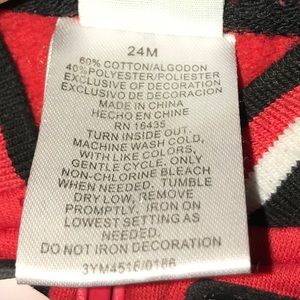 24M
60% COTTON/ALGODON
40% POLYESTER/POLIESTER
EXCLUSIVE OF DECORATION
EXCLUSIVO DE DECORACION
MADE IN CHINA
HECHO EN CHINA
RN 16435
TURN INSIDE OUT.
MACHINE WASH COLD,
WITH LIKE COLORS,
GENTLE CYCLE. ONLY
NON-CHLORINE BLEACH
WHEN NEEDED. TUMBLE
DRY LOW, REMOVE
PROMPTLY. IRON ON
LOWEST SETTING AS
NEEDED.
DO NOT IRON DECORATION
3YM4516/0186